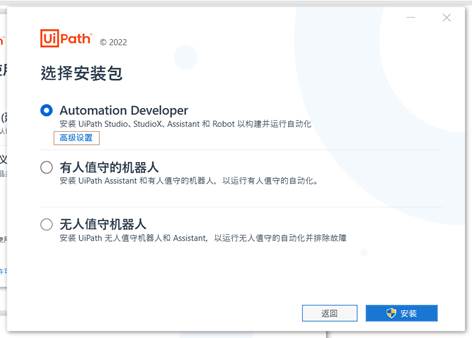 UiPath © 2022
选择安装包
Automation Developer
安装 UiPath Studio、StudioX、Assistant 和 Robot 以构建并运行自动化
高级设置
有人值守的机器人
安装 UiPath Assistant 和有人值守的机器人，以运行有人值守的自动化。
无人值守机器人
安装 UiPath 无人值守机器人和 Assistant，以运行无人值守的自动化并排除故障
返回
安装